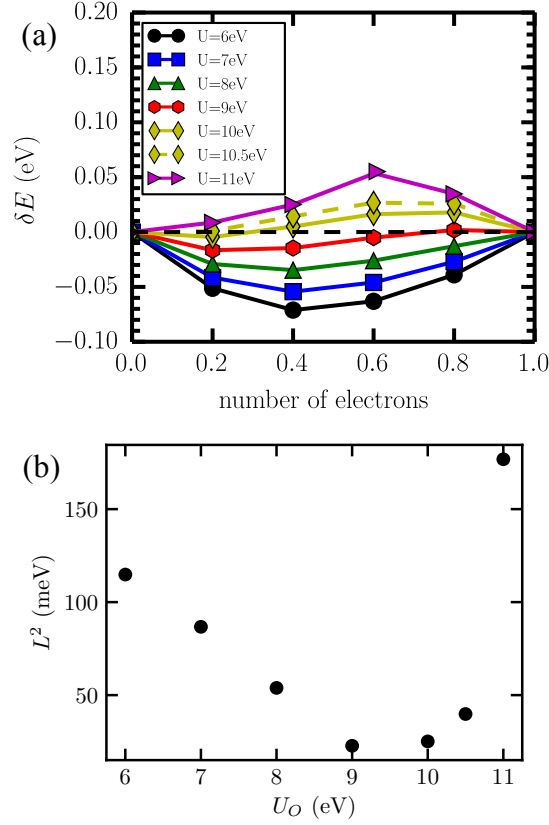 (a)
0.20
0.15
0.10
0.05
0.00
−0.05
−0.10
δE (eV)
U=6eV
U=7eV
U=8eV
U=9eV
U=10eV
U=10.5eV
U=11eV
0.0 0.2 0.4 0.6 0.8 1.0
number of electrons
(b)
150
100
50
L² (meV)
6 7 8 9 10 11
U_O (eV)